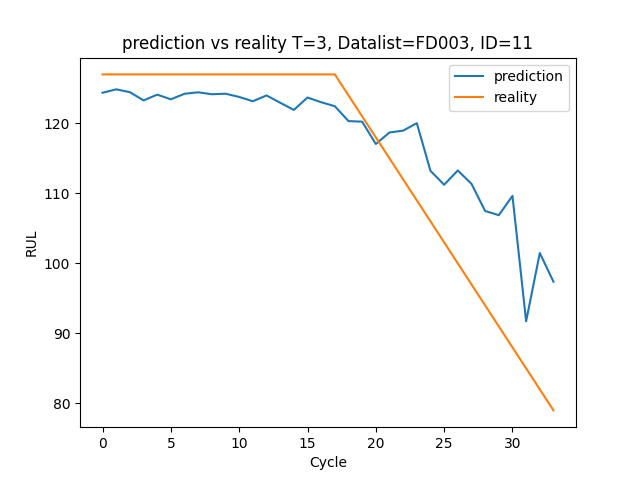 prediction vs reality T=3, Datalist=FD003, ID=11
prediction
reality
120
110
100
90
80
RUL
0 5 10 15 20 25 30
Cycle